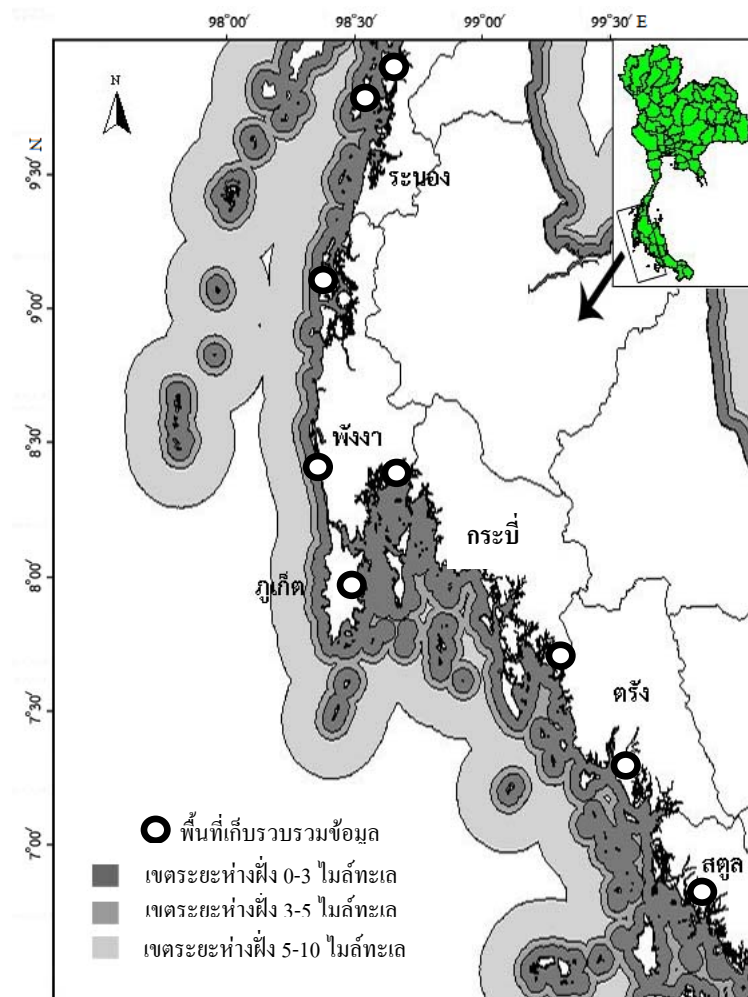 98°00′ 98°30′ 99°00′ 99°30′ E
N
N
9°30′
ระนอง
9°00′
8°30′
พังงา
กระบี่
8°00′
ภูเก็ต
ตรัง
7°30′
7°00′
สตูล
พื้นที่เก็บรวบรวมข้อมูล
เขตระยะห่างฝั่ง 0-3 ไมล์ทะเล
เขตระยะห่างฝั่ง 3-5 ไมล์ทะเล
เขตระยะห่างฝั่ง 5-10 ไมล์ทะเล